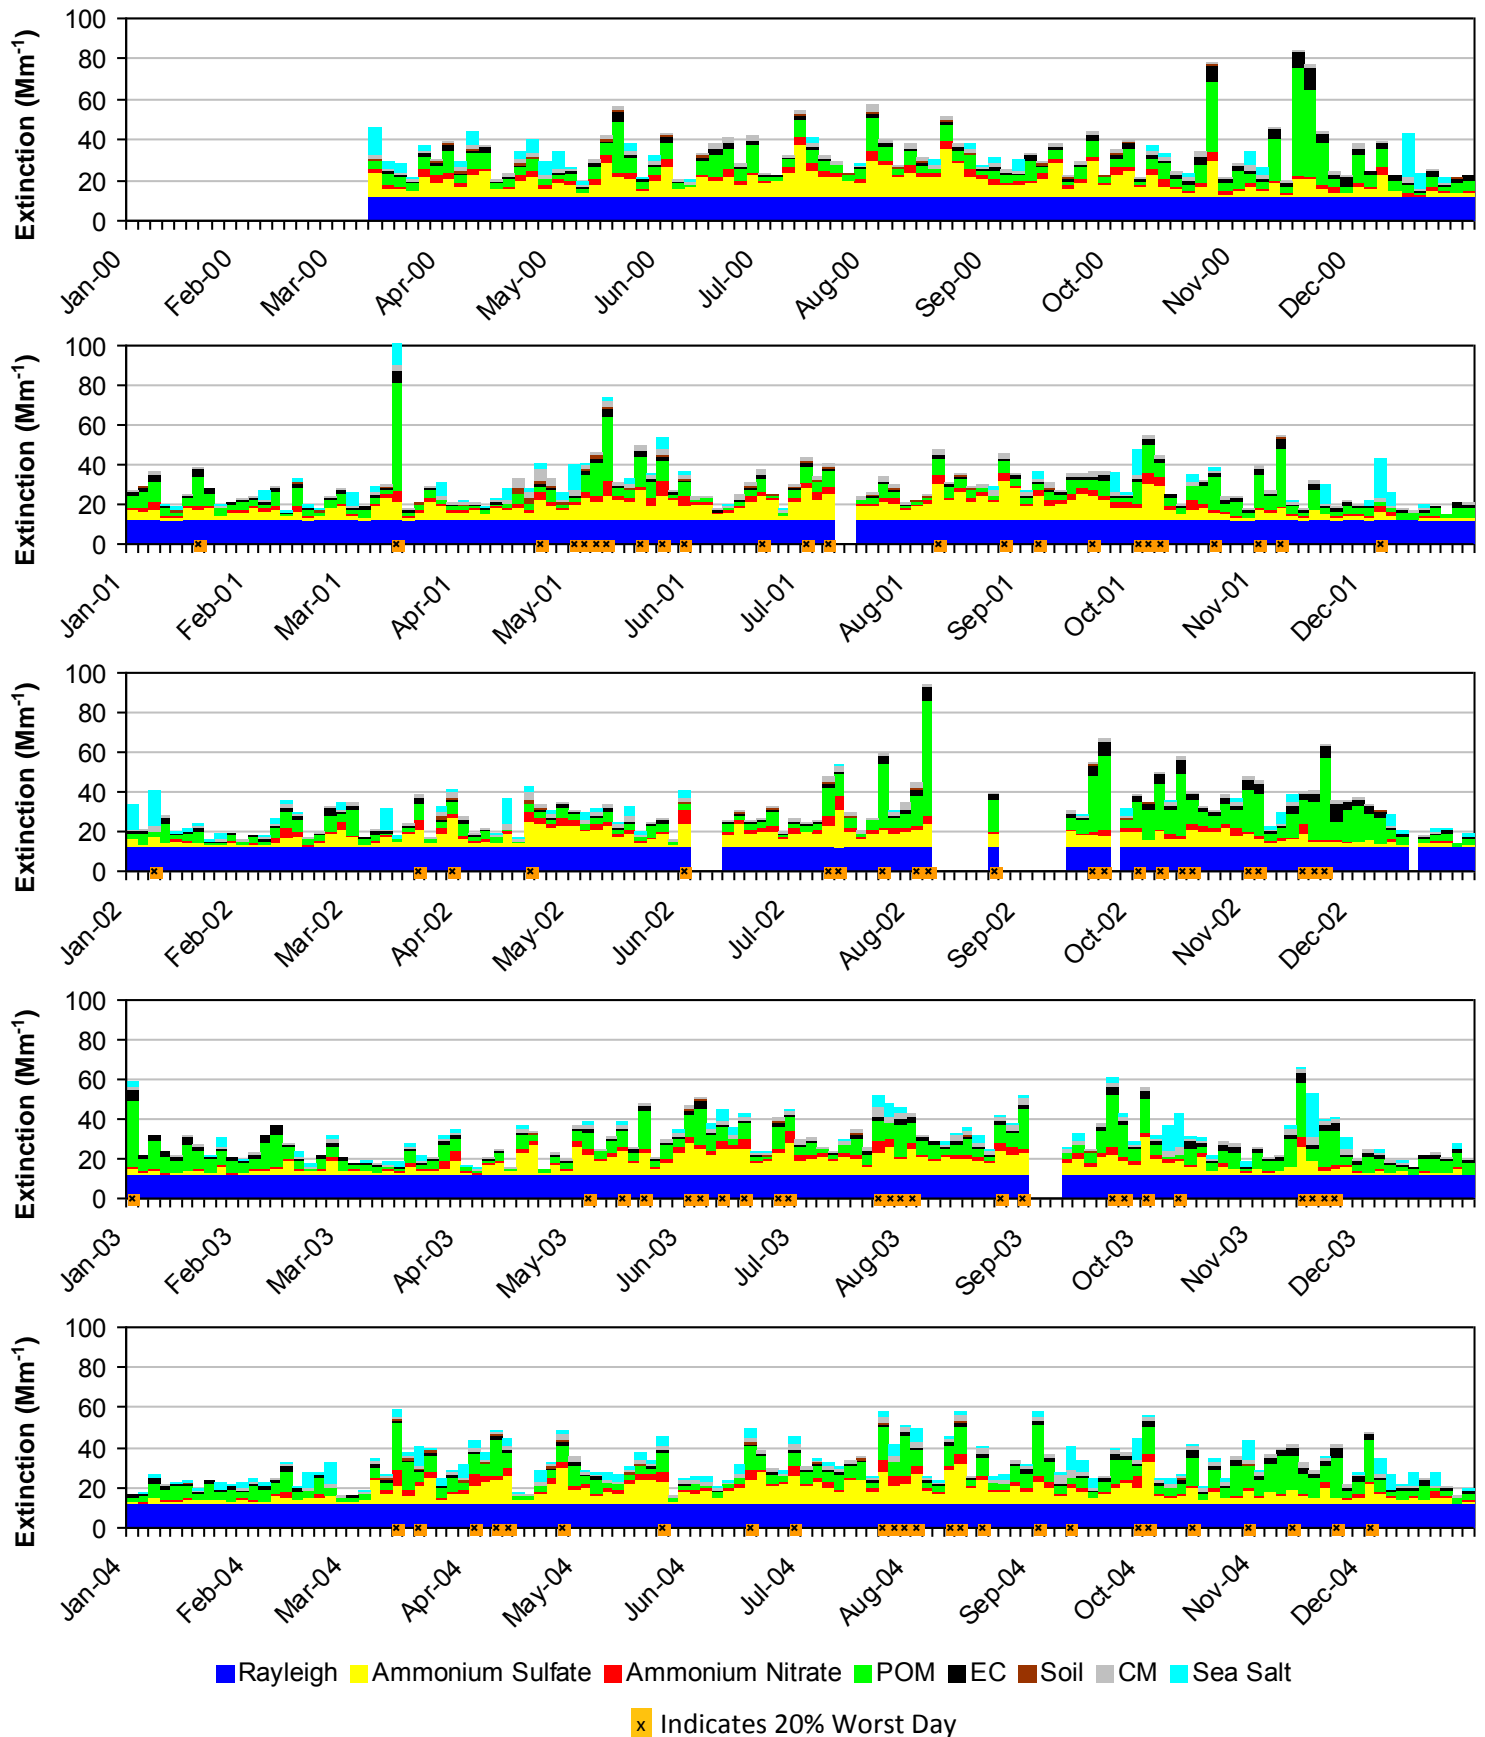 Extinction (Mm-1)
100
80
60
40
20
0
Jan-00 Feb-00 Mar-00 Apr-00 May-00 Jun-00 Jul-00 Aug-00 Sep-00 Oct-00 Nov-00 Dec-00
Extinction (Mm-1)
100
80
60
40
20
0
Jan-01 Feb-01 Mar-01 Apr-01 May-01 Jun-01 Jul-01 Aug-01 Sep-01 Oct-01 Nov-01 Dec-01
Extinction (Mm-1)
100
80
60
40
20
0
Jan-02 Feb-02 Mar-02 Apr-02 May-02 Jun-02 Jul-02 Aug-02 Sep-02 Oct-02 Nov-02 Dec-02
Extinction (Mm-1)
100
80
60
40
20
0
Jan-03 Feb-03 Mar-03 Apr-03 May-03 Jun-03 Jul-03 Aug-03 Sep-03 Oct-03 Nov-03 Dec-03
Extinction (Mm-1)
100
80
60
40
20
0
Jan-04 Feb-04 Mar-04 Apr-04 May-04 Jun-04 Jul-04 Aug-04 Sep-04 Oct-04 Nov-04 Dec-04
Rayleigh Ammonium Sulfate Ammonium Nitrate POM EC Soil CM Sea Salt
x Indicates 20% Worst Day